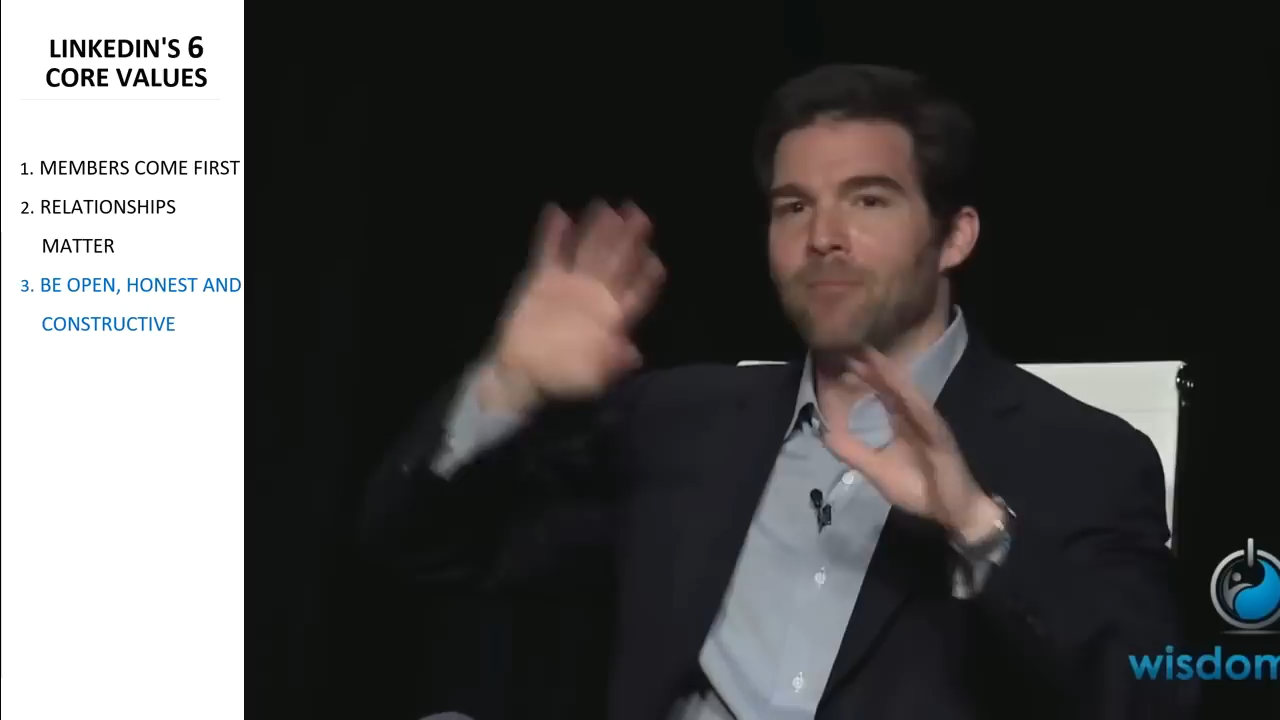 LINKEDIN'S 6
CORE VALUES
1. MEMBERS COME FIRST
2. RELATIONSHIPS
MATTER
3. BE OPEN, HONEST AND
CONSTRUCTIVE
wisdom